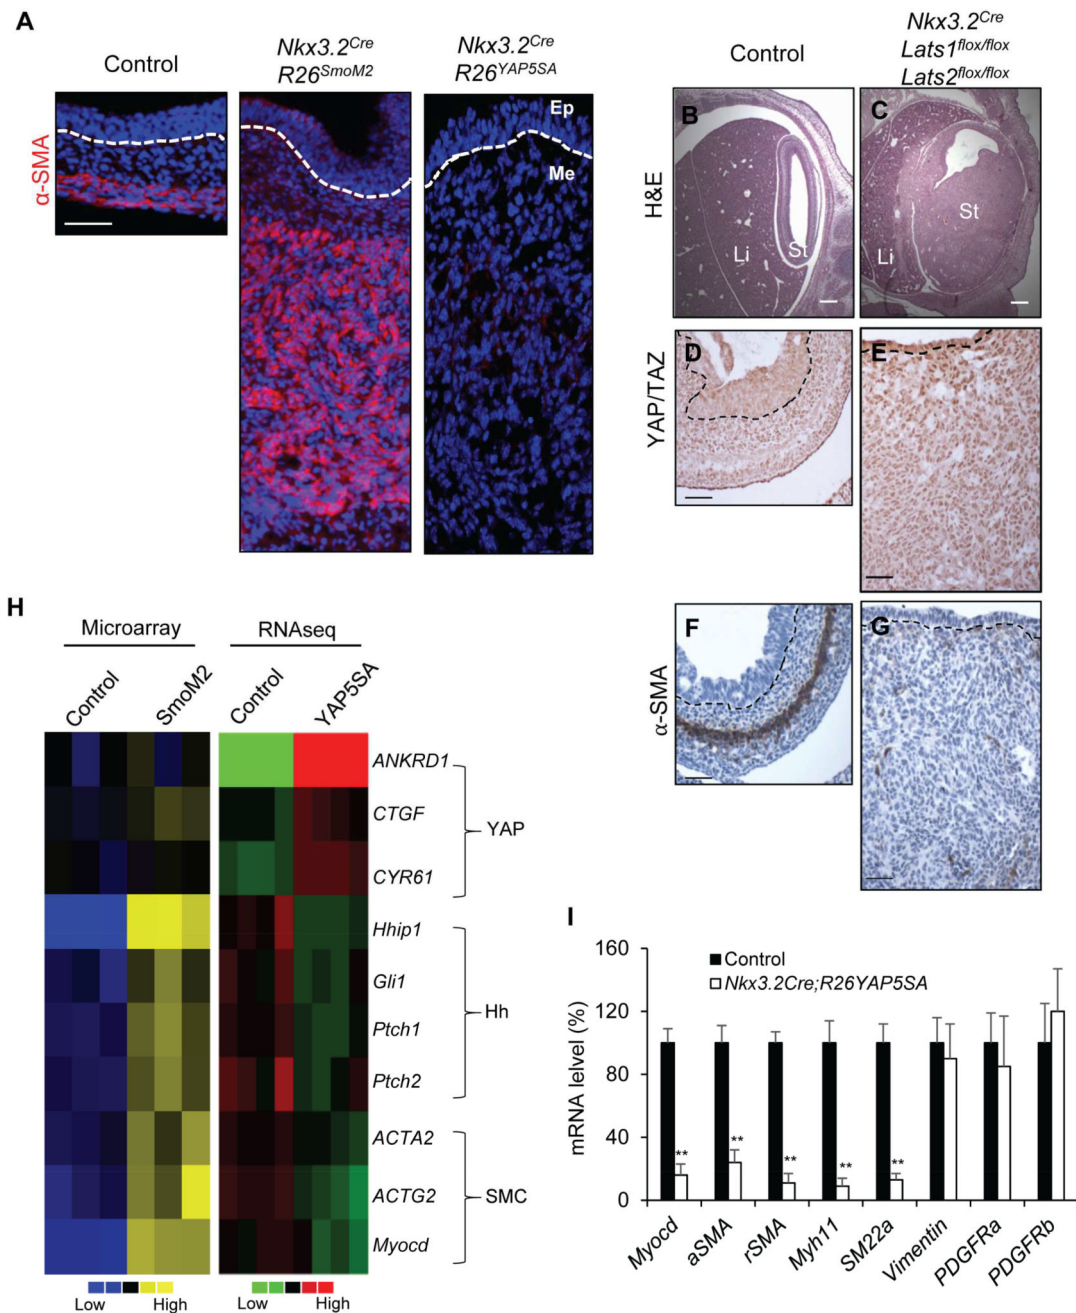 A
Control
Nkx3.2Cre
R26SmoM2
Nkx3.2Cre
R26YAP5SA
α-SMA
Ep
Me
Control
Nkx3.2Cre
Lats1flox/flox
Lats2flox/flox
H&E
B
Li
St
C
Li
St
YAP/TAZ
D
E
α-SMA
F
G
H
Microarray
RNAseq
Control
SmoM2
Control
YAP5SA
ANKRD1
CTGF
CYR61
YAP
Hhip1
Gli1
Ptch1
Ptch2
Hh
ACTA2
ACTG2
Myocd
SMC
Low
High
Low
High
I
mRNA lelvel (%)
160
120
80
40
0
Control
Nkx3.2Cre;R26YAP5SA
**
**
**
**
**
Myocd
aSMA
rSMA
Myh11
SM22a
Vimentin
PDGFRa
PDGFRb